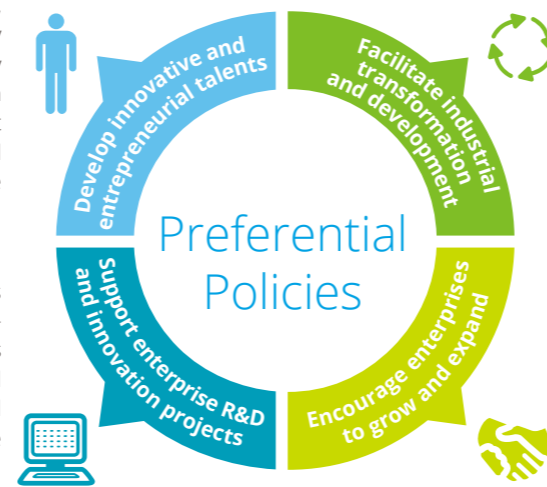 Develop innovative and
entrepreneurial talents
Facilitate industrial
transformation
and development
Preferential
Policies
Support enterprise R&D
and innovation projects
Encourage enterprises
to grow and expand